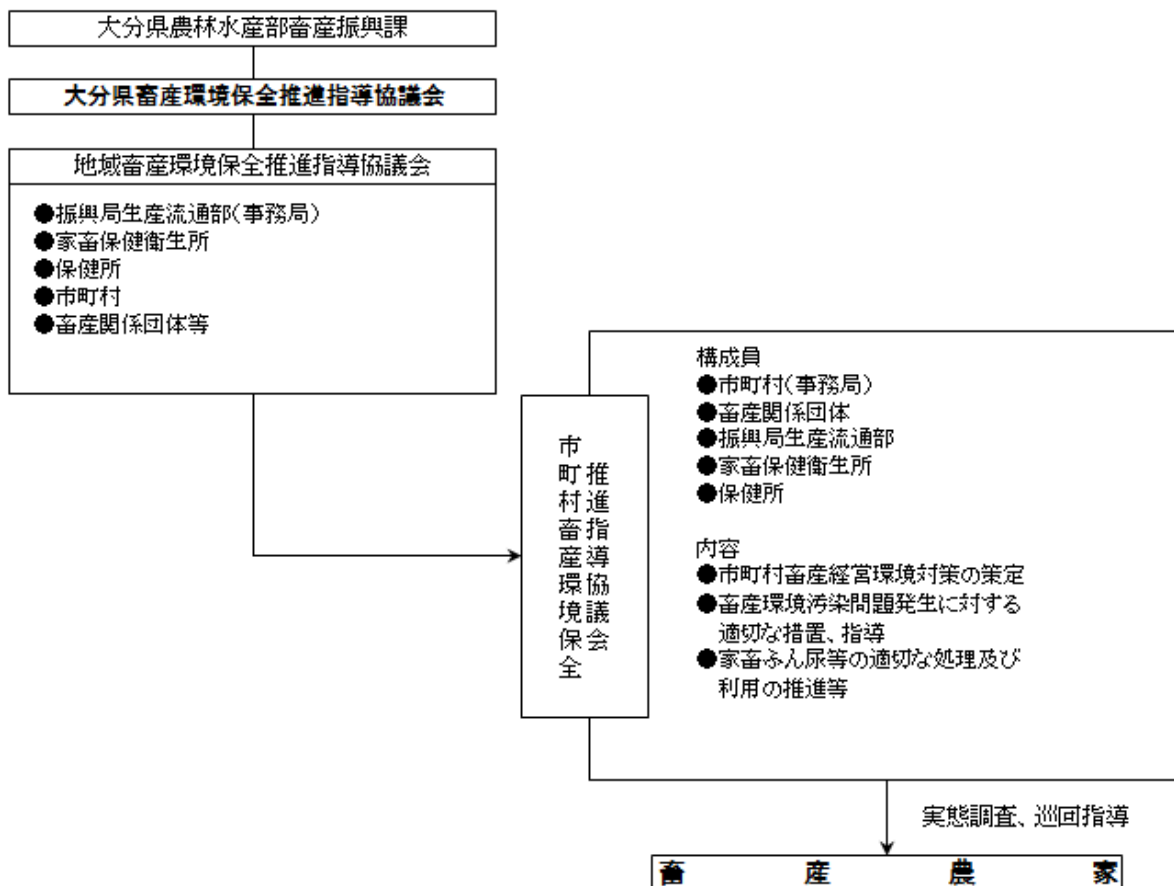 大分県農林水産部畜産振興課
大分県畜産環境保全推進指導協議会
地域畜産環境保全推進指導協議会
●振興局生産流通部(事務局)
●家畜保健衛生所
●保健所
●市町村
●畜産関係団体等
市町村畜産環境保全
推進指導協議会
構成員
●市町村(事務局)
●畜産関係団体
●振興局生産流通部
●家畜保健衛生所
●保健所
内容
●市町村畜産経営環境対策の策定
●畜産環境汚染問題発生に対する
適切な措置、指導
●家畜ふん尿等の適切な処理及び
利用の推進等
実態調査、巡回指導
畜産農家